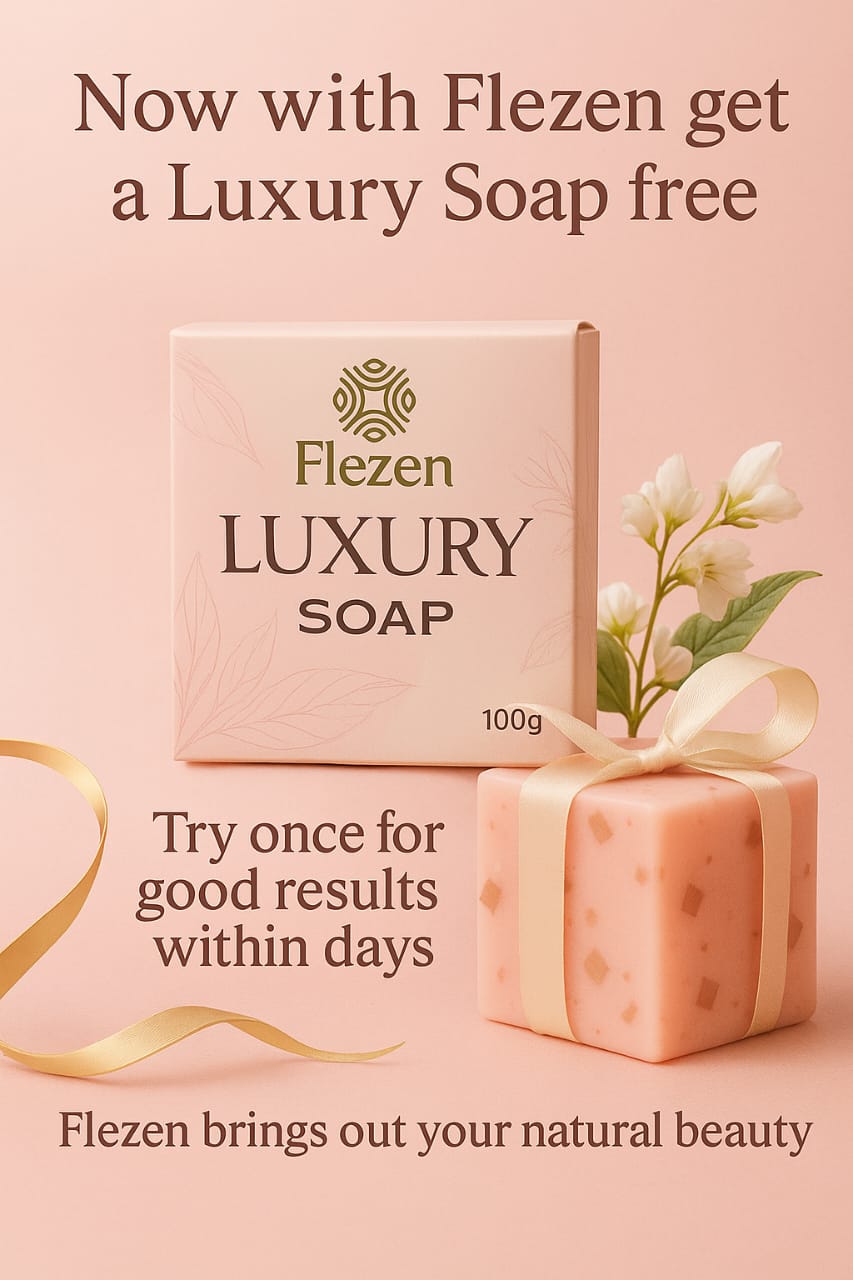 Now with Flezen get
a Luxury Soap free
Flezen
LUXURY
SOAP
100g
Try once for
good results
within days
Flezen brings out your natural beauty